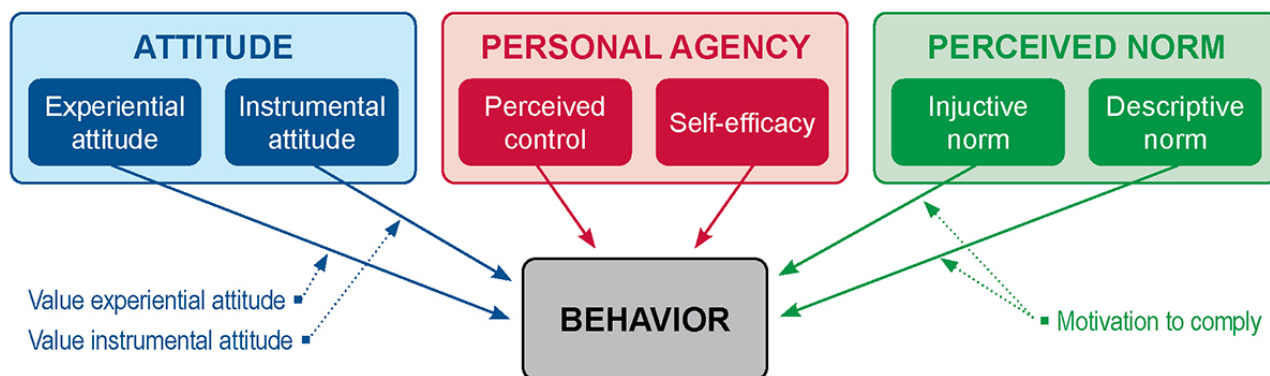 ATTITUDE
Experiential
attitude
Instrumental
attitude
PERSONAL AGENCY
Perceived
control
Self-efficacy
PERCEIVED NORM
Injuctive
norm
Descriptive
norm
Value experiential attitude
Value instrumental attitude
BEHAVIOR
Motivation to comply